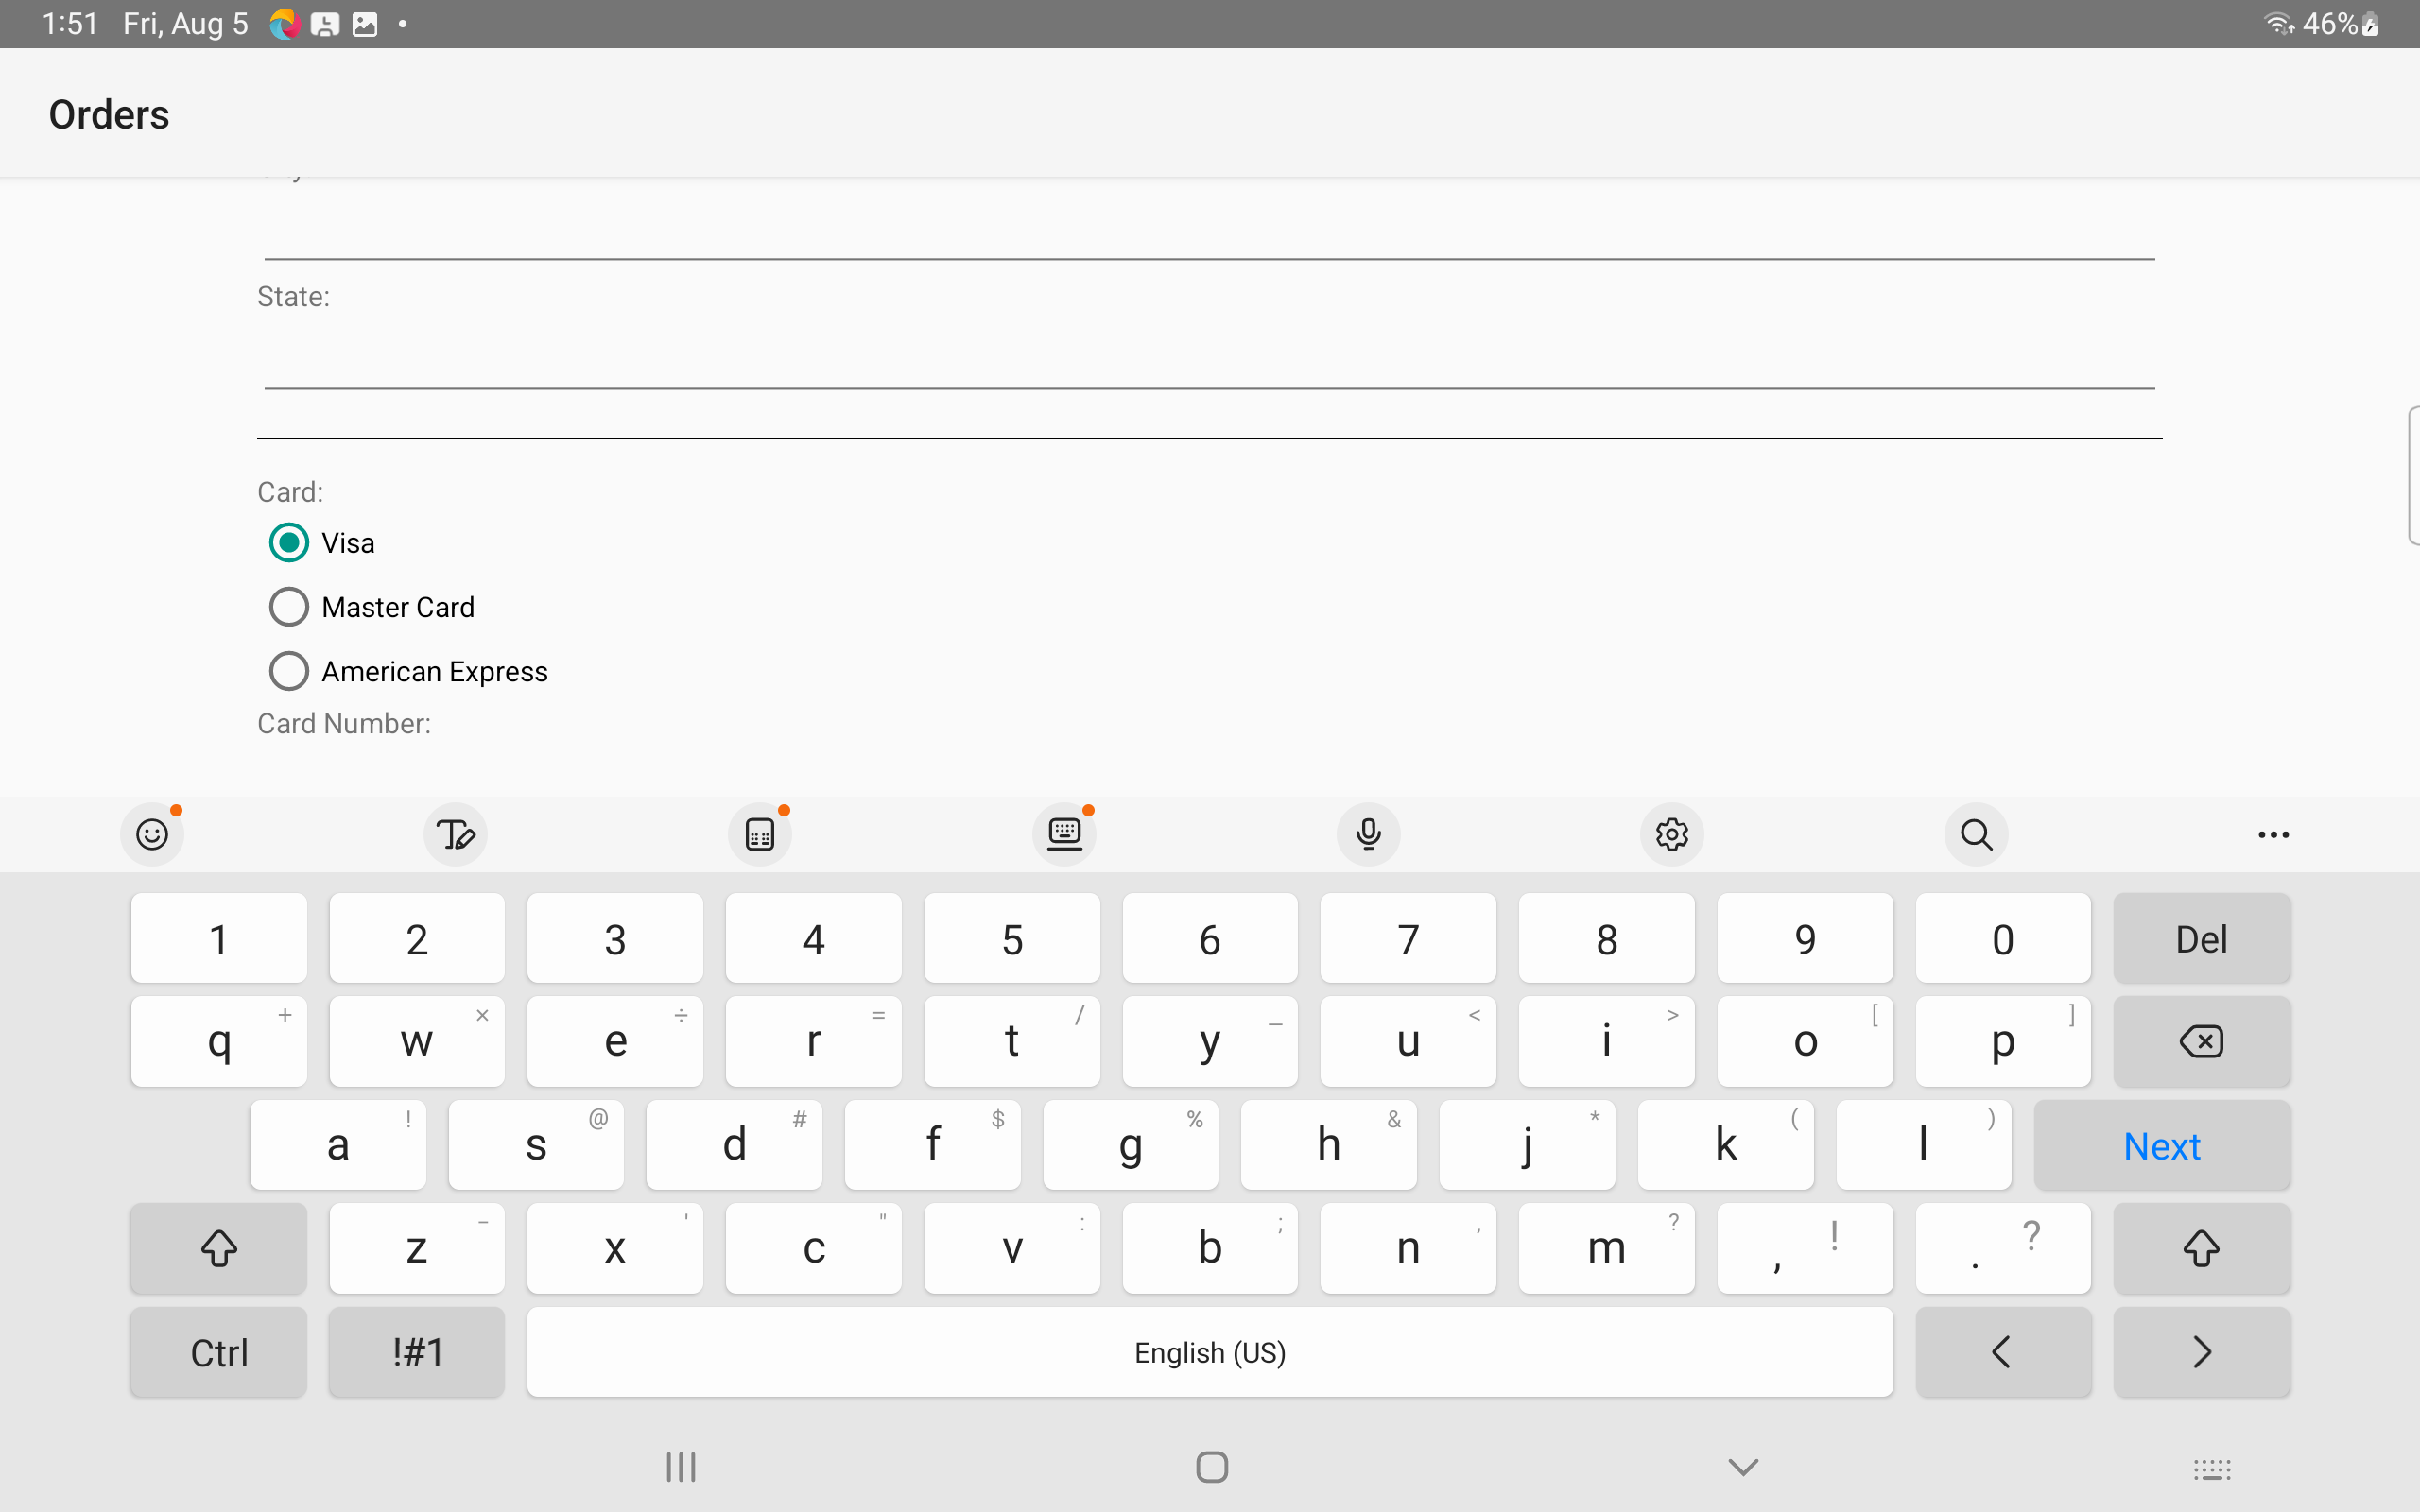 1:51 Fri, Aug 5 46%
Orders
State:
Card:
Visa
Master Card
American Express
Card Number:
1 2 3 4 5 6 7 8 9 0 Del
q + w × e ÷ r = t / y _ u < i > o [ p ]
a ! s @ d # f $ g % h & j * k ( l ) Next
z - x ' c " v : b ; n , m ? , ! . ?
Ctrl !#1 English (US) < >